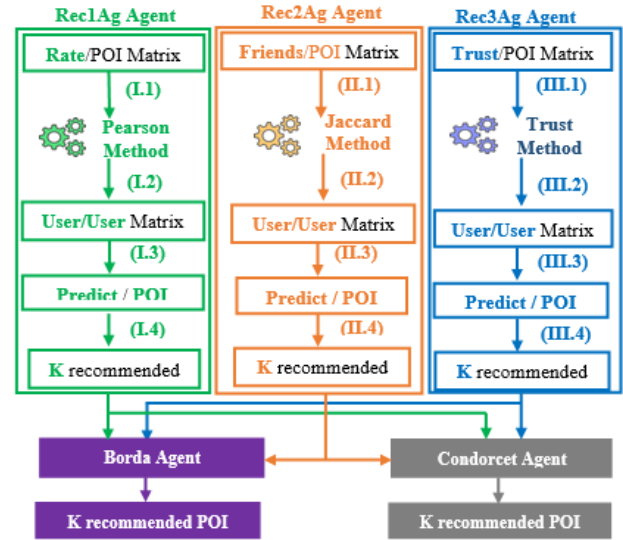 Rec1Ag Agent
Rate/POI Matrix
(I.1)
Pearson
Method
(I.2)
User/User Matrix
(I.3)
Predict / POI
(I.4)
K recommended
Rec2Ag Agent
Friends/POI Matrix
(II.1)
Jaccard
Method
(II.2)
User/User Matrix
(II.3)
Predict / POI
(II.4)
K recommended
Rec3Ag Agent
Trust/POI Matrix
(III.1)
Trust
Method
(III.2)
User/User Matrix
(III.3)
Predict / POI
(III.4)
K recommended
Borda Agent
K recommended POI
Condorcet Agent
K recommended POI